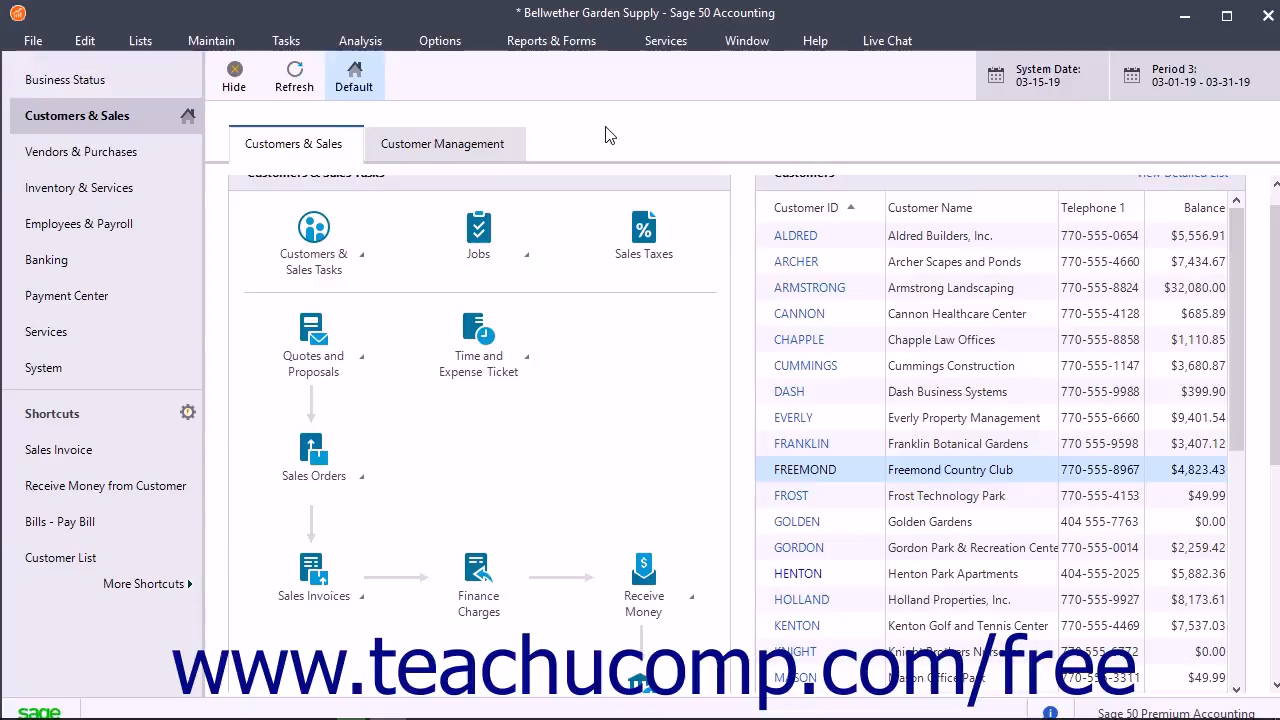 * Bellwether Garden Supply - Sage 50 Accounting
File Edit Lists Maintain Tasks Analysis Options Reports & Forms Services Window Help Live Chat
Business Status
Customers & Sales
Vendors & Purchases
Inventory & Services
Employees & Payroll
Banking
Payment Center
Services
System
Shortcuts
Sales Invoice
Receive Money from Customer
Bills - Pay Bill
Customer List
More Shortcuts
Hide Refresh Default
System Date:
03-15-19
Period 3:
03-01-19 - 03-31-19
Customers & Sales Customer Management
Customers & Sales Tasks
Customers &
Sales Tasks
Jobs
Sales Taxes
Quotes and
Proposals
Time and
Expense Ticket
Sales Orders
Sales Invoices
Finance
Charges
Receive
Money
Customers View Detailed List
Customer ID Customer Name Telephone 1 Balance
ALDRED Aldred Builders, Inc. 770-555-0654 $5,556.91
ARCHER Archer Scapes and Ponds 770-555-4660 $7,434.67
ARMSTRONG Armstrong Landscaping 770-555-8824 $32,080.00
CANNON Cannon Healthcare Center 770-555-4128 $685.89
CHAPPLE Chapple Law Offices 770-555-8858 $1,110.85
CUMMINGS Cummings Construction 770-555-1147 $3,680.87
DASH Dash Business Systems 770-555-9988 $399.90
EVERLY Everly Property Management 770-555-6660 $9,401.54
FRANKLIN Franklin Botanical Gardens 770 555-9598 $3,407.12
FREEMOND Freemond Country Club 770-555-8967 $4,823.43
FROST Frost Technology Park 770-555-4153 $49.99
GOLDEN Golden Gardens 404 555-7763 $0.00
GORDON Gordon Park & Recreation Cente 770-555-0014 $2,259.42
HENTON Henton Park Apartments 404-555-2025 $5,882.36
HOLLAND Holland Properties, Inc. 770-555-9927 $8,173.61
KENTON Kenton Golf and Tennis Center 770-555-4469 $7,537.03
KNIGHT Knight Brothers $0.00
MASON $49.99
www.teachucomp.com/free
sage
Sage 50 Premium Accounting